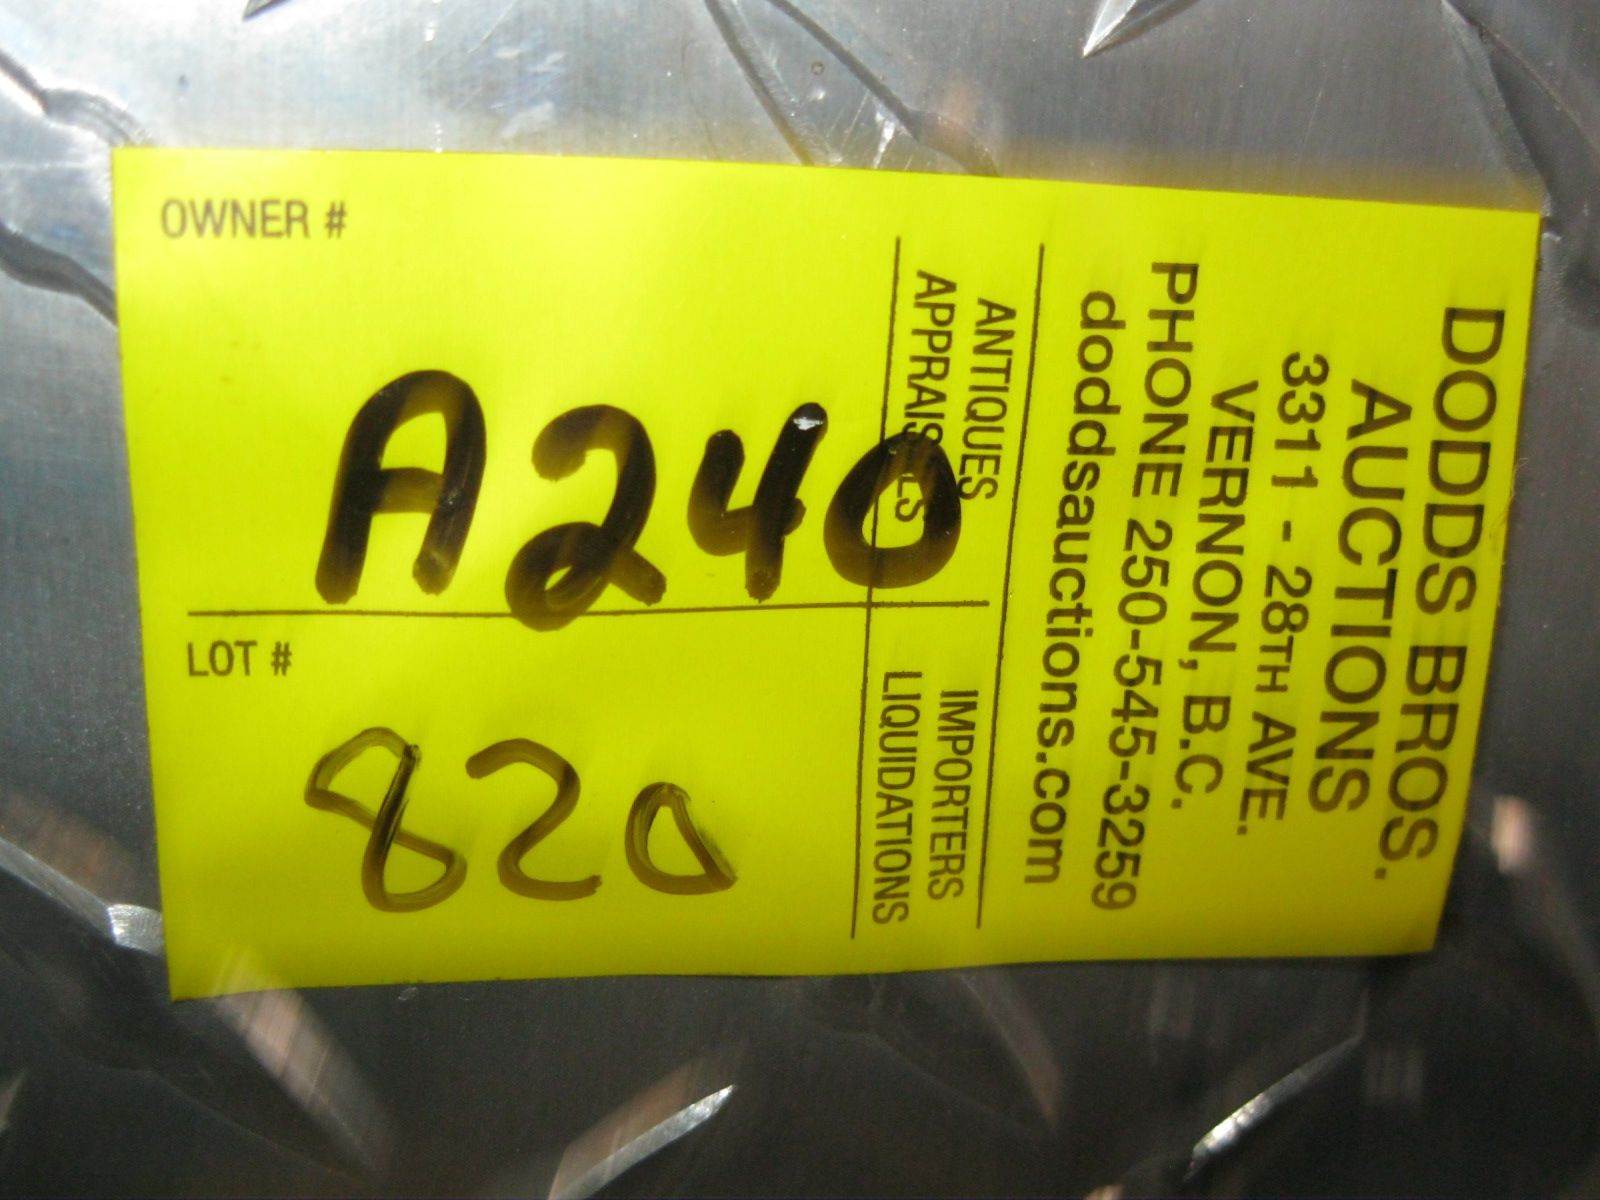 DODDS BROS.
AUCTIONS
3311 - 28TH AVE.
VERNON, B.C.
PHONE 250-545-3259
doddsauctions.com
ANTIQUES
APPRAISALS
IMPORTERS
LIQUIDATIONS
OWNER #
A240
LOT #
820